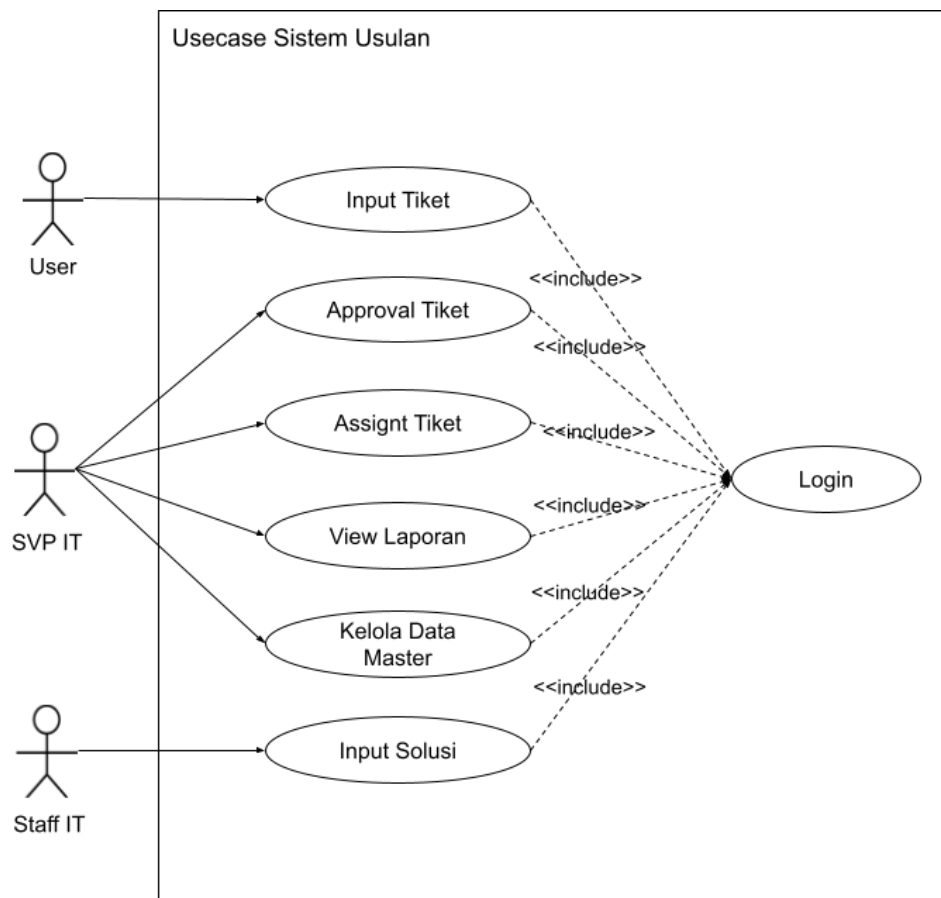 Usecase Sistem Usulan
Input Tiket
User
<<include>>
Approval Tiket
<<include>>
Assignt Tiket
<<include>>
SVP IT
Login
View Laporan
<<include>>
Kelola Data
Master
<<include>>
<<include>>
Input Solusi
Staff IT